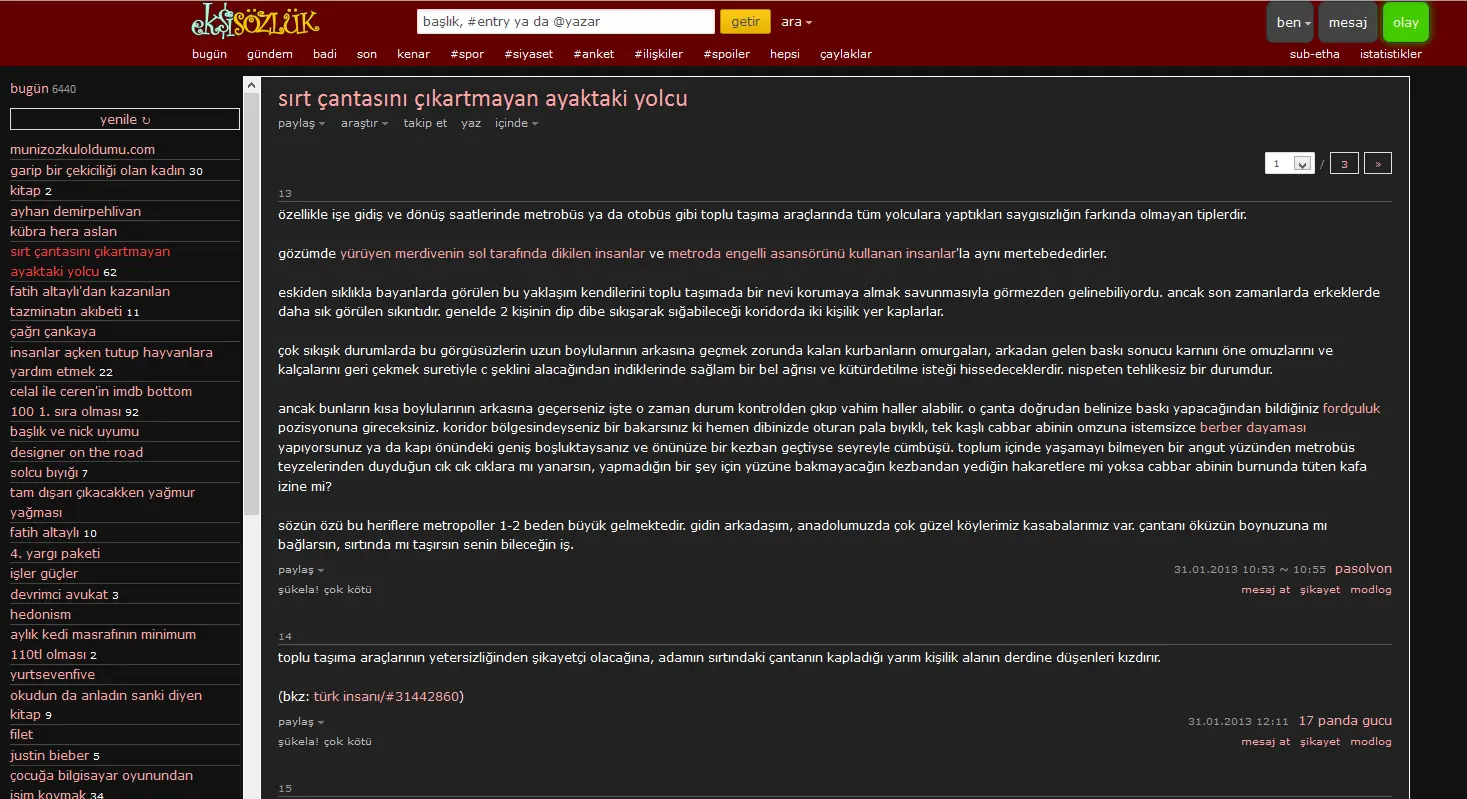 ekşi sözlük
başlık, #entry ya da @yazar
getir
ara
ben
mesaj
olay
bugün gündem badi son kenar #spor #siyaset #anket #ilişkiler #spoiler hepsi çaylaklar
sub-etha istatistikler
bugün 6440
yenile ↻
munizozkuloldumu.com
garip bir çekiciliği olan kadın 30
kitap 2
ayhan demirpehlivan
kübra hera aslan
sırt çantasını çıkartmayan
ayaktaki yolcu 62
fatih altaylı'dan kazanılan
tazminatın akıbeti 11
çağrı çankaya
insanlar açken tutup hayvanlara
yardım etmek 22
celal ile ceren'in imdb bottom
100 1. sıra olması 92
başlık ve nick uyumu
designer on the road
solcu bıyığı 7
tam dışarı çıkacakken yağmur
yağması
fatih altaylı 10
4. yargı paketi
işler güçler
devrimci avukat 3
hedonism
aylık kedi masrafının minimum
110tl olması 2
yurtsevenfive
okudun da anladın sanki diyen
kitap 9
filet
justin bieber 5
çocuğa bilgisayar oyunundan
isim koymak 34
sırt çantasını çıkartmayan ayaktaki yolcu
paylaş araştır takip et yaz içinde
1 / 3 »
13
özellikle işe gidiş ve dönüş saatlerinde metrobüs ya da otobüs gibi toplu taşıma araçlarında tüm yolculara yaptıkları saygısızlığın farkında olmayan tiplerdir.
gözümde yürüyen merdivenin sol tarafında dikilen insanlar ve metroda engelli asansörünü kullanan insanlar'la aynı mertebededirler.
eskiden sıklıkla bayanlarda görülen bu yaklaşım kendilerini toplu taşımada bir nevi korumaya almak savunmasıyla görmezden gelinebiliyordu. ancak son zamanlarda erkeklerde
daha sık görülen sıkıntıdır. genelde 2 kişinin dip dibe sıkışarak sığabileceği koridorda iki kişilik yer kaplarlar.
çok sıkışık durumlarda bu görgüsüzlerin uzun boylularının arkasına geçmek zorunda kalan kurbanların omurgaları, arkadan gelen baskı sonucu karnını öne omuzlarını ve
kalçalarını geri çekmek suretiyle c şeklini alacağından indiklerinde sağlam bir bel ağrısı ve kütürdetilme isteği hissedeceklerdir. nispeten tehlikesiz bir durumdur.
ancak bunların kısa boylularının arkasına geçerseniz işte o zaman durum kontrolden çıkıp vahim haller alabilir. o çanta doğrudan belinize baskı yapacağından bildiğiniz fordçuluk
pozisyonuna gireceksiniz. koridor bölgesindeyseniz bir bakarsınız ki hemen dibinizde oturan pala bıyıklı, tek kaşlı cabbar abinin omzuna istemsizce berber dayaması
yapıyorsunuz ya da kapı önündeki geniş boşluktaysanız ve önünüze bir kezban geçtiyse seyreyle cümbüşü. toplum içinde yaşamayı bilmeyen bir angut yüzünden metrobüs
teyzelerinden duyduğun cık cık cıklara mı yanarsın, yapmadığın bir şey için yüzüne bakmayacağın kezbandan yediğin hakaretlere mi yoksa cabbar abinin burnunda tüten kafa
izine mi?
sözün özü bu heriflere metropoller 1-2 beden büyük gelmektedir. gidin arkadaşım, anadolumuzda çok güzel köylerimiz kasabalarımız var. çantanı öküzün boynuzuna mı
bağlarsın, sırtında mı taşırsın senin bileceğin iş.
paylaş
31.01.2013 10:53 ~ 10:55 pasolvon
şükela! çok kötü
mesaj at şikayet modlog
14
toplu taşıma araçlarının yetersizliğinden şikayetçi olacağına, adamın sırtındaki çantanın kapladığı yarım kişilik alanın derdine düşenleri kızdırır.
(bkz: türk insanı/#31442860)
paylaş
31.01.2013 12:11 17 panda gucu
şükela! çok kötü
mesaj at şikayet modlog
15